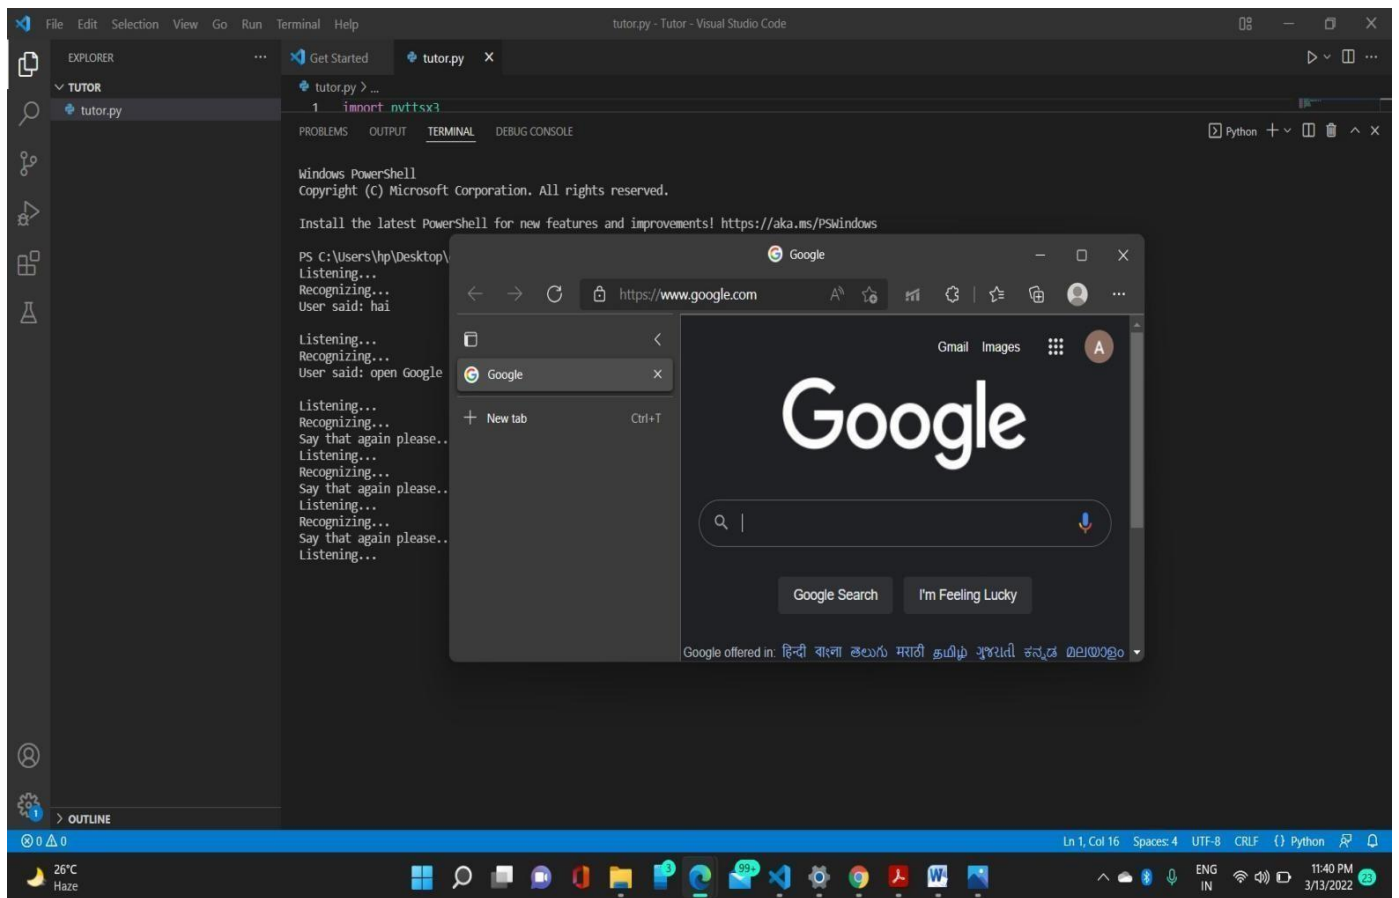 File Edit Selection View Go Run Terminal Help
tutor.py - Tutor - Visual Studio Code
EXPLORER
Get Started
tutor.py
TUTOR
tutor.py
tutor.py > ...
1 import pyttsx3
PROBLEMS OUTPUT TERMINAL DEBUG CONSOLE
Python
Windows PowerShell
Copyright (C) Microsoft Corporation. All rights reserved.
Install the latest PowerShell for new features and improvements! https://aka.ms/PSWindows
PS C:\Users\hp\Desktop\
Listening...
Recognizing...
User said: hai
Listening...
Recognizing...
User said: open Google
Listening...
Recognizing...
Say that again please..
Listening...
Recognizing...
Say that again please..
Listening...
Recognizing...
Say that again please..
Listening...
Google
https://www.google.com
Google
New tab Ctrl+T
Gmail Images
A
Google
Google Search
I'm Feeling Lucky
Google offered in: हिन्दी বাংলা తెలుగు मराठी தமிழ் ગુજરાતી ಕನ್ನಡ മലയാളം
OUTLINE
1
0 0
Ln 1, Col 16 Spaces: 4 UTF-8 CRLF {} Python
26°C
Haze
3
99+
ENG
IN
11:40 PM
3/13/2022
23